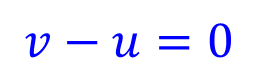 v − u = 0